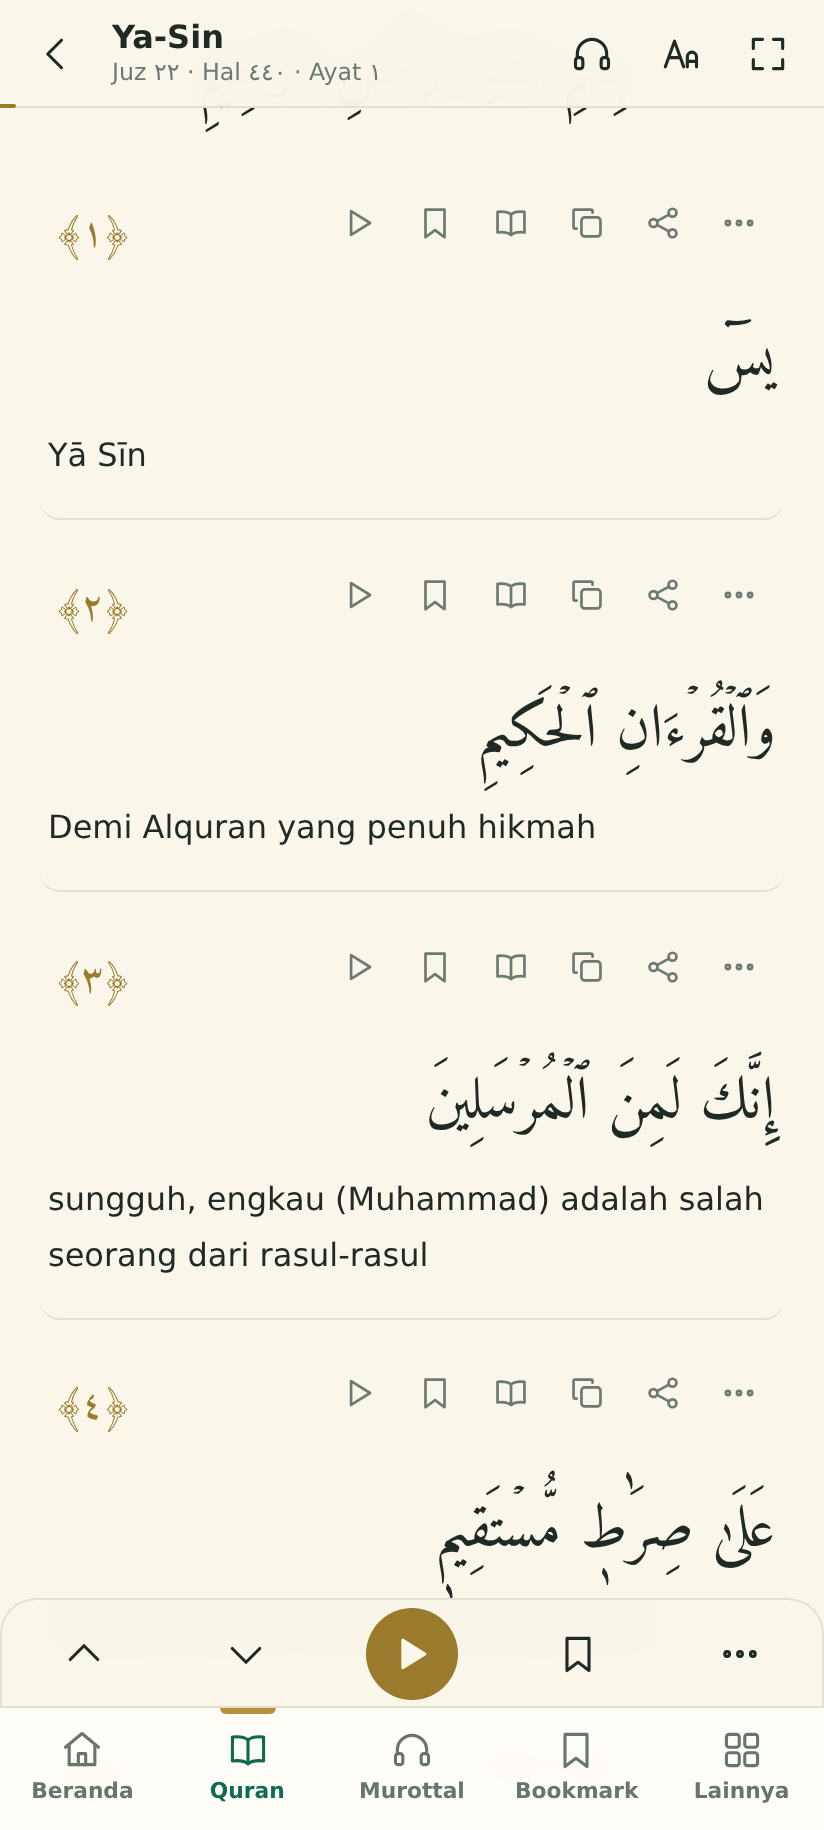 Ya-Sin
Juz ٢٢ · Hal ٤٤٠ · Ayat ١
﴿١﴾
يسٓ
Yā Sīn
﴿٢﴾
وَٱلْقُرْءَانِ ٱلْحَكِيمِ
Demi Alquran yang penuh hikmah
﴿٣﴾
إِنَّكَ لَمِنَ ٱلْمُرْسَلِينَ
sungguh, engkau (Muhammad) adalah salah
seorang dari rasul-rasul
﴿٤﴾
عَلَىٰ صِرَٰطٍ مُّسْتَقِيمٍ
Beranda
Quran
Murottal
Bookmark
Lainnya